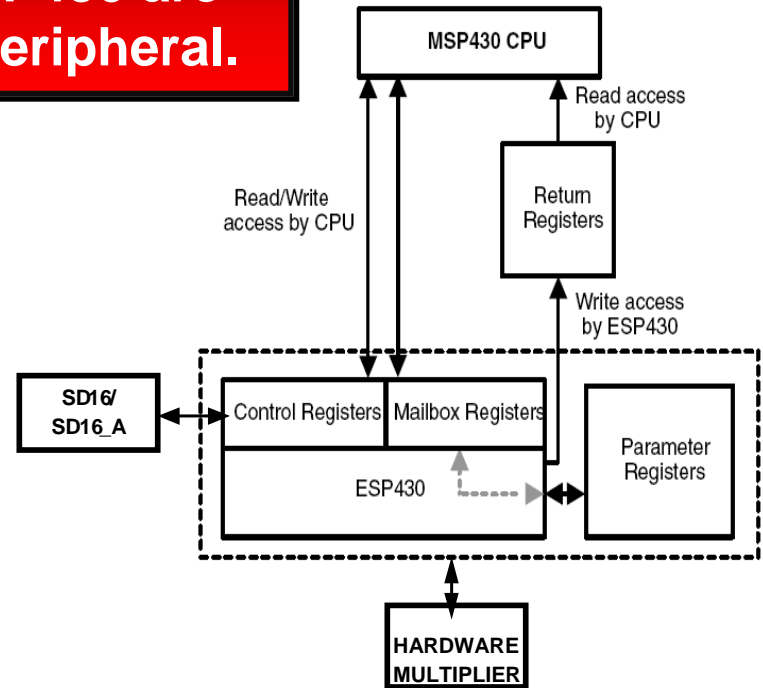 are
eripheral.
MSP430 CPU
Read access
by CPU
Read/Write
access by CPU
Return
Registers
Write access
by ESP430
SD16/
SD16_A
Control Registers
Mailbox Registers
ESP430
Parameter
Registers
HARDWARE
MULTIPLIER